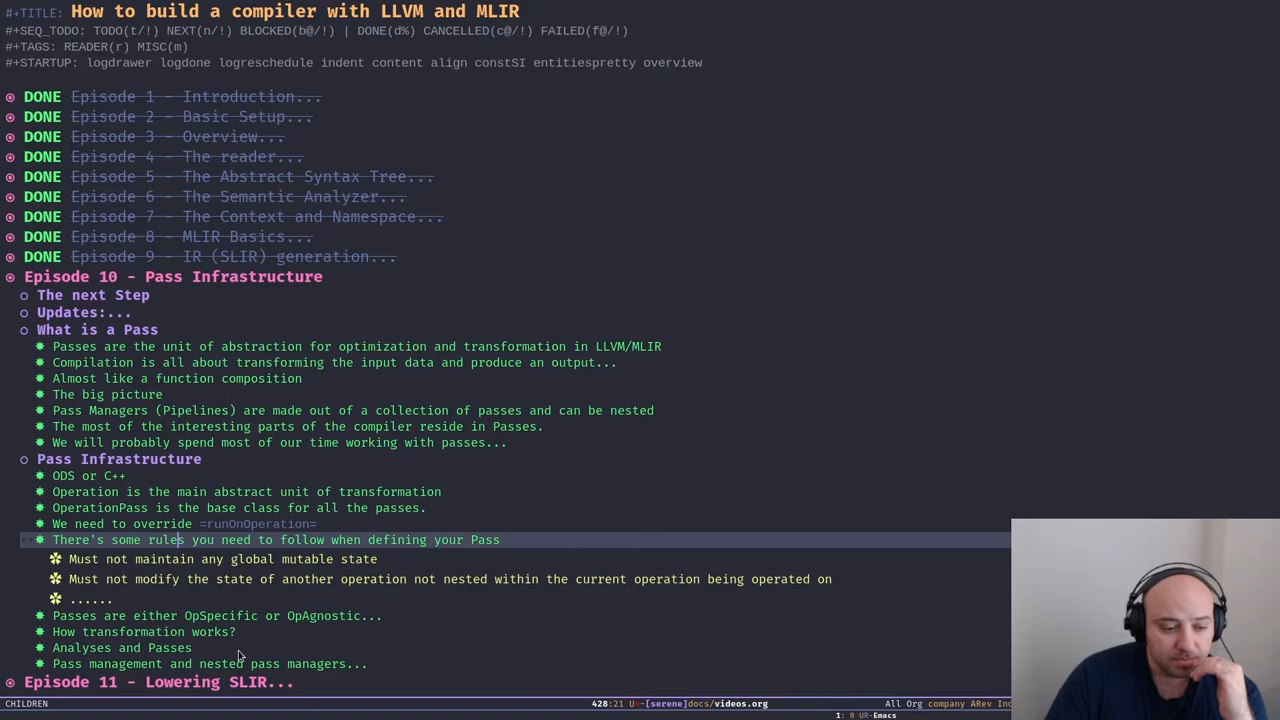 #+TITLE: How to build a compiler with LLVM and MLIR
#+SEQ_TODO: TODO(t/!) NEXT(n/!) BLOCKED(b@/!) | DONE(d%) CANCELLED(c@/!) FAILED(f@/!)
#+TAGS: READER(r) MISC(m)
#+STARTUP: logdrawer logdone logreschedule indent content align constSI entitiespretty overview
DONE Episode 1 - Introduction...
DONE Episode 2 - Basic Setup...
DONE Episode 3 - Overview...
DONE Episode 4 - The reader...
DONE Episode 5 - The Abstract Syntax Tree...
DONE Episode 6 - The Semantic Analyzer...
DONE Episode 7 - The Context and Namespace...
DONE Episode 8 - MLIR Basics...
DONE Episode 9 - IR (SLIR) generation...
Episode 10 - Pass Infrastructure
The next Step
Updates:...
What is a Pass
Passes are the unit of abstraction for optimization and transformation in LLVM/MLIR
Compilation is all about transforming the input data and produce an output...
Almost like a function composition
The big picture
Pass Managers (Pipelines) are made out of a collection of passes and can be nested
The most of the interesting parts of the compiler reside in Passes.
We will probably spend most of our time working with passes...
Pass Infrastructure
ODS or C++
Operation is the main abstract unit of transformation
OperationPass is the base class for all the passes.
We need to override =runOnOperation=
There's some rules you need to follow when defining your Pass
Must not maintain any global mutable state
Must not modify the state of another operation not nested within the current operation being operated on
......
Passes are either OpSpecific or OpAgnostic...
How transformation works?
Analyses and Passes
Pass management and nested pass managers...
Episode 11 - Lowering SLIR...
CHILDREN 428:21 U⁠-[serene]docs/videos.org All Org company ARev Ind
1: 0 UR-Emacs